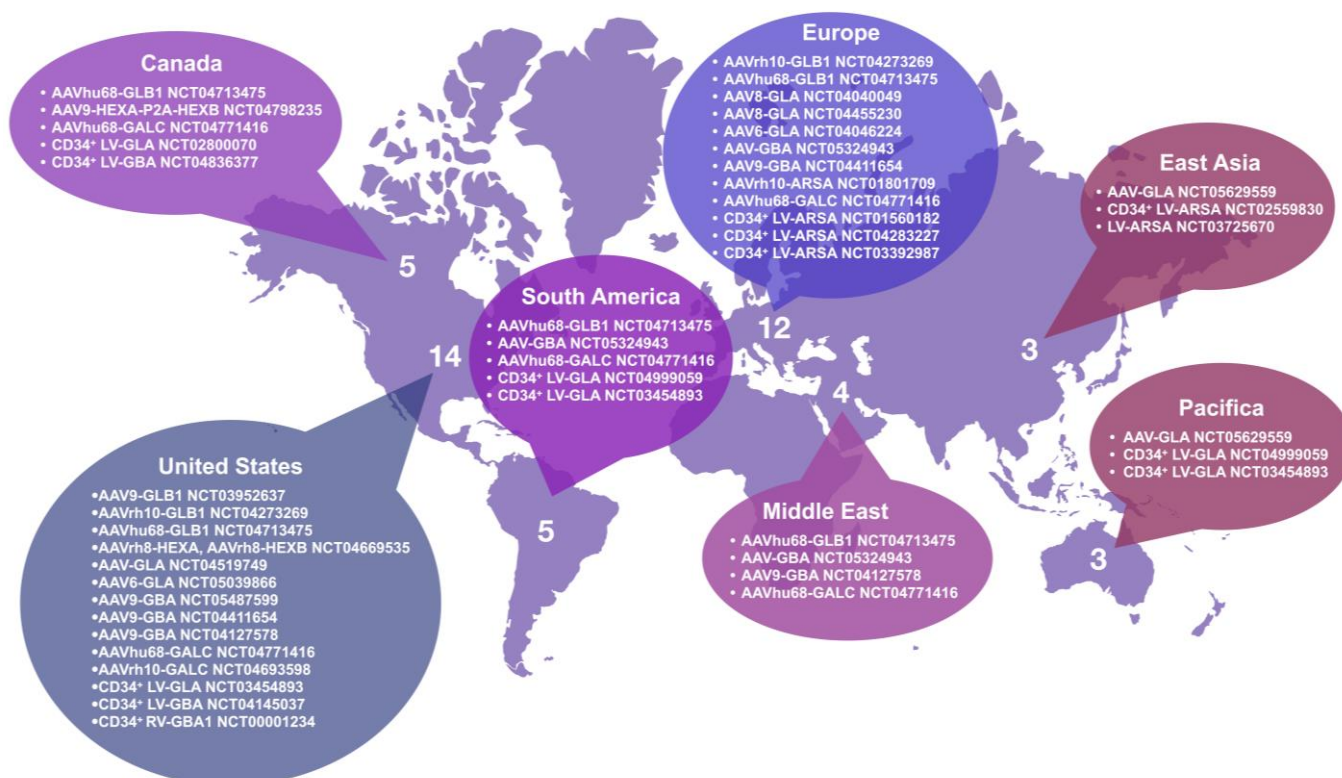 Canada
• AAVhu68-GLB1 NCT04713475
• AAV9-HEXA-P2A-HEXB NCT04798235
• AAVhu68-GALC NCT04771416
• CD34⁺ LV-GLA NCT02800070
• CD34⁺ LV-GBA NCT04836377
5
Europe
• AAVrh10-GLB1 NCT04273269
• AAVhu68-GLB1 NCT04713475
• AAV8-GLA NCT04040049
• AAV8-GLA NCT04455230
• AAV6-GLA NCT04046224
• AAV-GBA NCT05324943
• AAV9-GBA NCT04411654
• AAVrh10-ARSA NCT01801709
• AAVhu68-GALC NCT04771416
• CD34⁺ LV-ARSA NCT01560182
• CD34⁺ LV-ARSA NCT04283227
• CD34⁺ LV-ARSA NCT03392987
12
East Asia
• AAV-GLA NCT05629559
• CD34⁺ LV-ARSA NCT02559830
• LV-ARSA NCT03725670
3
South America
• AAVhu68-GLB1 NCT04713475
• AAV-GBA NCT05324943
• AAVhu68-GALC NCT04771416
• CD34⁺ LV-GLA NCT04999059
• CD34⁺ LV-GLA NCT03454893
5
14
United States
•AAV9-GLB1 NCT03952637
•AAVrh10-GLB1 NCT04273269
•AAVhu68-GLB1 NCT04713475
•AAVrh8-HEXA, AAVrh8-HEXB NCT04669535
•AAV-GLA NCT04519749
•AAV6-GLA NCT05039866
•AAV9-GBA NCT05487599
•AAV9-GBA NCT04411654
•AAV9-GBA NCT04127578
•AAVhu68-GALC NCT04771416
•AAVrh10-GALC NCT04693598
•CD34⁺ LV-GLA NCT03454893
•CD34⁺ LV-GBA NCT04145037
•CD34⁺ RV-GBA1 NCT00001234
4
Middle East
• AAVhu68-GLB1 NCT04713475
• AAV-GBA NCT05324943
• AAV9-GBA NCT04127578
• AAVhu68-GALC NCT04771416
Pacifica
• AAV-GLA NCT05629559
• CD34⁺ LV-GLA NCT04999059
• CD34⁺ LV-GLA NCT03454893
3